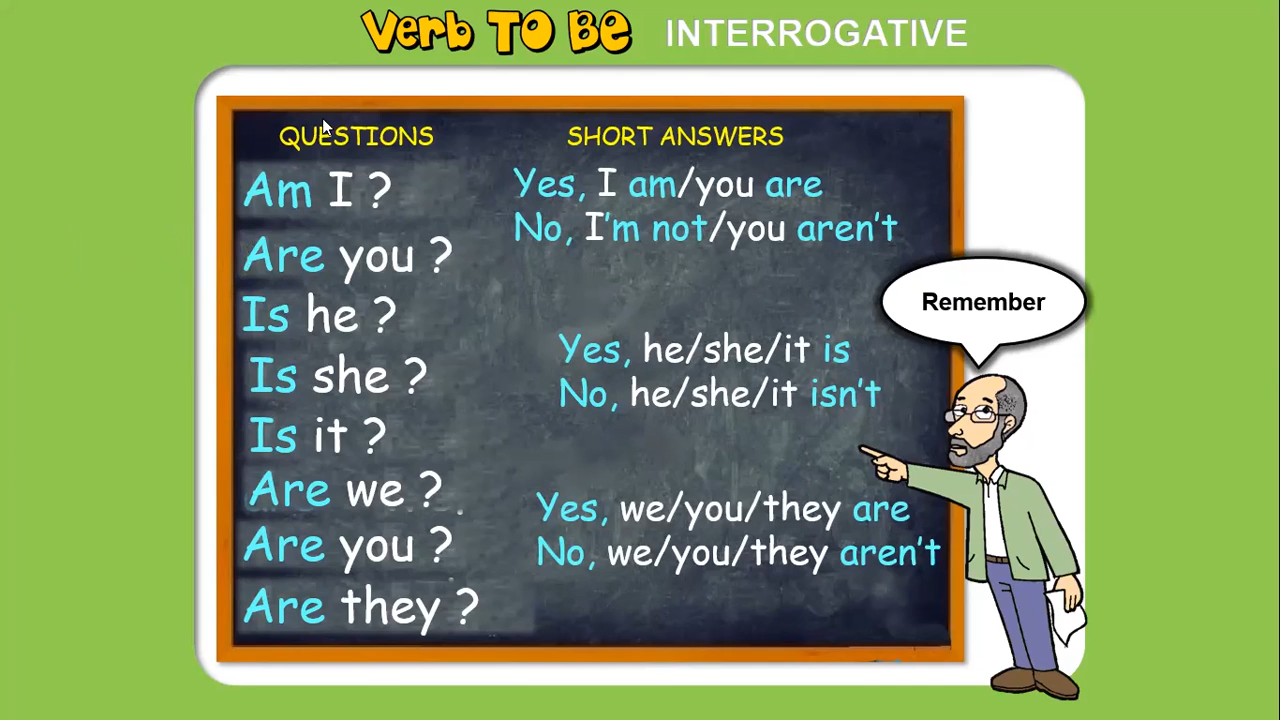 Verb TO BE INTERROGATIVE
QUESTIONS
Am I ?
Are you ?
Is he ?
Is she ?
Is it ?
Are we ?
Are you ?
Are they ?
SHORT ANSWERS
Yes, I am/you are
No, I'm not/you aren't
Yes, he/she/it is
No, he/she/it isn't
Yes, we/you/they are
No, we/you/they aren't
Remember